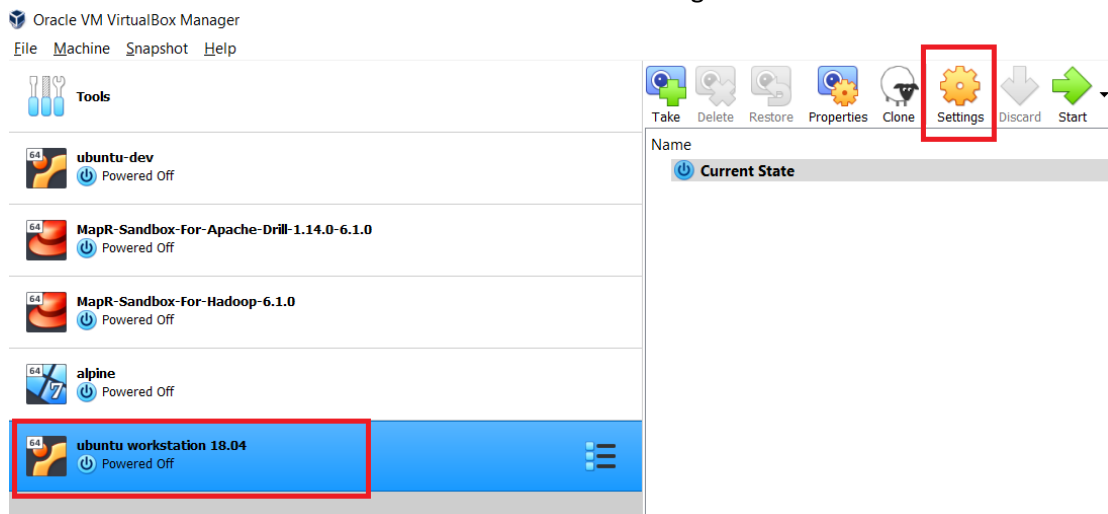 Oracle VM VirtualBox Manager
File Machine Snapshot Help
Tools
Take Delete Restore Properties Clone Settings Discard Start
Name
Current State
64
ubuntu-dev
Powered Off
64
MapR-Sandbox-For-Apache-Drill-1.14.0-6.1.0
Powered Off
64
MapR-Sandbox-For-Hadoop-6.1.0
Powered Off
64
7
alpine
Powered Off
64
ubuntu workstation 18.04
Powered Off